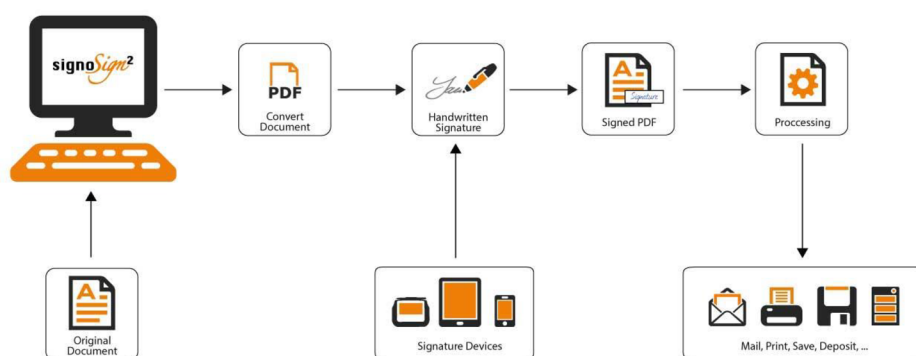 signoSign²
PDF
Convert
Document
Handwritten
Signature
A
Signature
Signed PDF
Proccessing
A
Original
Document
Signature Devices
Mail, Print, Save, Deposit, ...